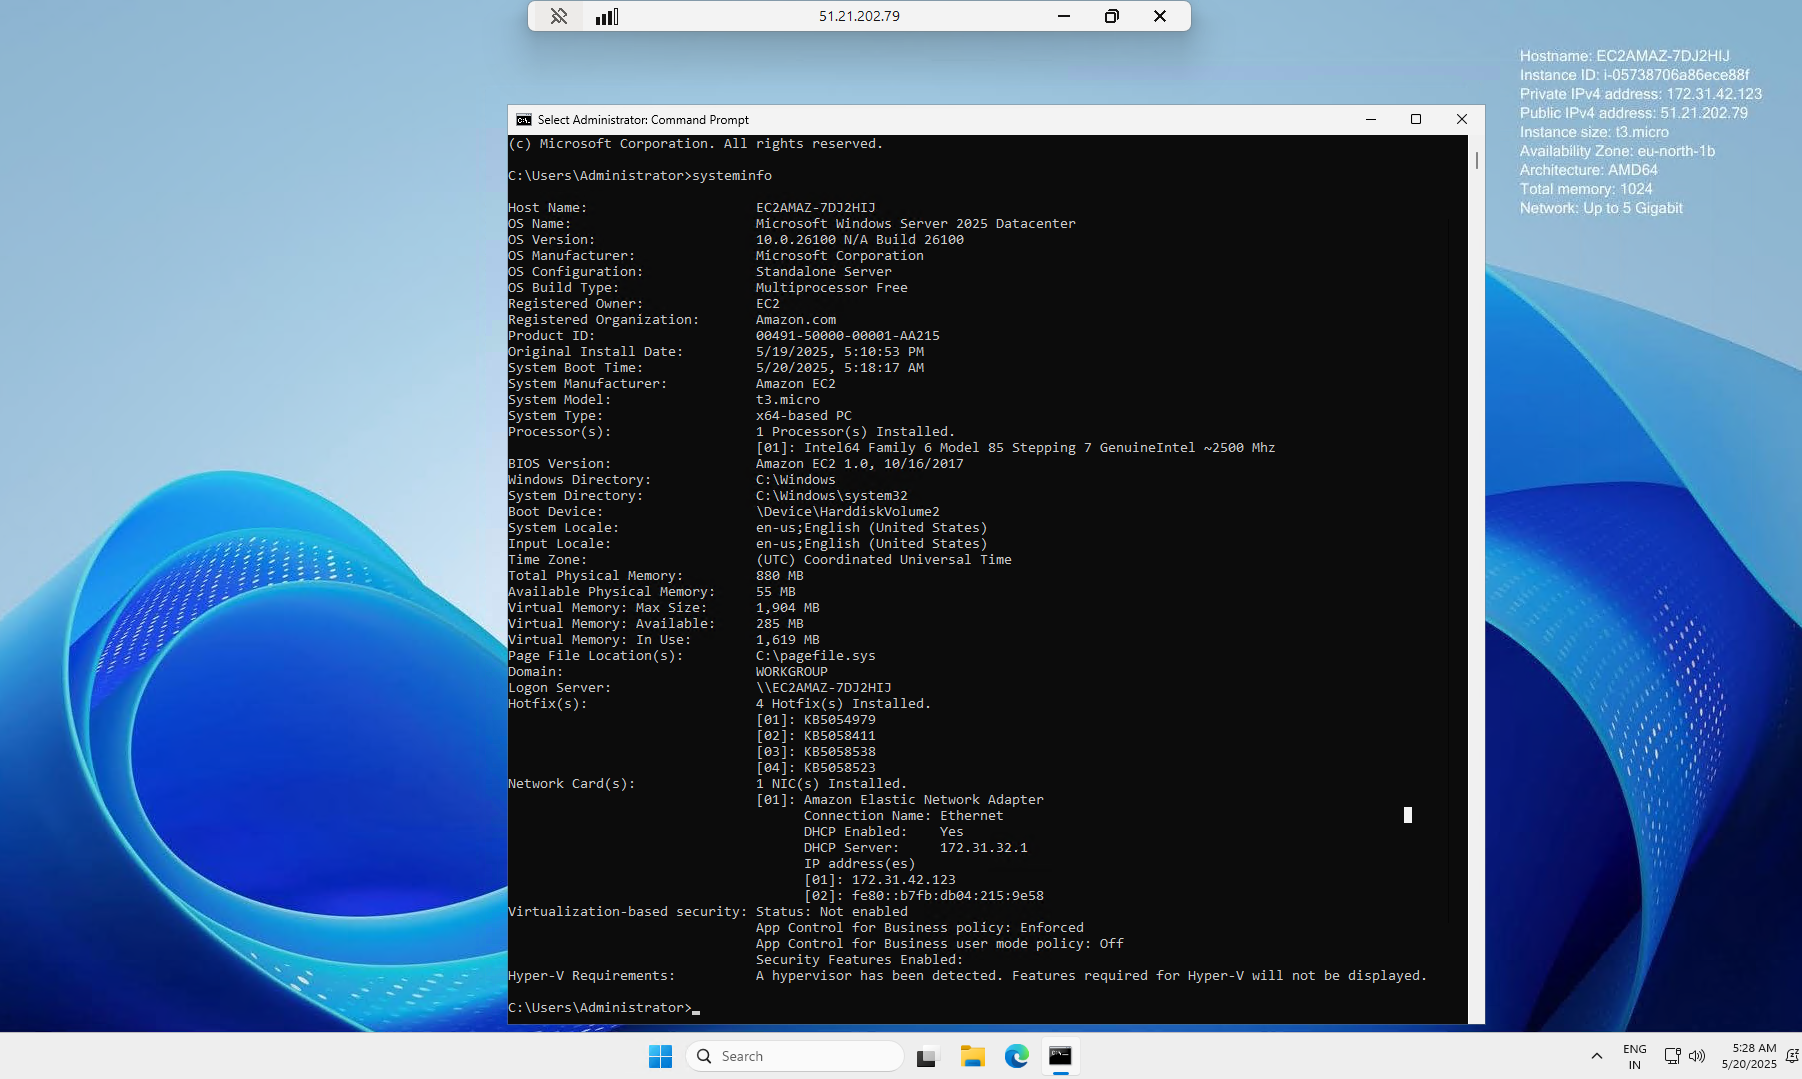 51.21.202.79
Hostname: EC2AMAZ-7DJ2HIJ
Instance ID: i-05738706a86ece88f
Private IPv4 address: 172.31.42.123
Public IPv4 address: 51.21.202.79
Instance size: t3.micro
Availability Zone: eu-north-1b
Architecture: AMD64
Total memory: 1024
Network: Up to 5 Gigabit
Select Administrator: Command Prompt
(c) Microsoft Corporation. All rights reserved.
C:\Users\Administrator>systeminfo
Host Name: EC2AMAZ-7DJ2HIJ
OS Name: Microsoft Windows Server 2025 Datacenter
OS Version: 10.0.26100 N/A Build 26100
OS Manufacturer: Microsoft Corporation
OS Configuration: Standalone Server
OS Build Type: Multiprocessor Free
Registered Owner: EC2
Registered Organization: Amazon.com
Product ID: 00491-50000-00001-AA215
Original Install Date: 5/19/2025, 5:10:53 PM
System Boot Time: 5/20/2025, 5:18:17 AM
System Manufacturer: Amazon EC2
System Model: t3.micro
System Type: x64-based PC
Processor(s): 1 Processor(s) Installed.
[01]: Intel64 Family 6 Model 85 Stepping 7 GenuineIntel ~2500 Mhz
BIOS Version: Amazon EC2 1.0, 10/16/2017
Windows Directory: C:\Windows
System Directory: C:\Windows\system32
Boot Device: \Device\HarddiskVolume2
System Locale: en-us;English (United States)
Input Locale: en-us;English (United States)
Time Zone: (UTC) Coordinated Universal Time
Total Physical Memory: 880 MB
Available Physical Memory: 55 MB
Virtual Memory: Max Size: 1,904 MB
Virtual Memory: Available: 285 MB
Virtual Memory: In Use: 1,619 MB
Page File Location(s): C:\pagefile.sys
Domain: WORKGROUP
Logon Server: \\EC2AMAZ-7DJ2HIJ
Hotfix(s): 4 Hotfix(s) Installed.
[01]: KB5054979
[02]: KB5058411
[03]: KB5058538
[04]: KB5058523
Network Card(s): 1 NIC(s) Installed.
[01]: Amazon Elastic Network Adapter
Connection Name: Ethernet
DHCP Enabled: Yes
DHCP Server: 172.31.32.1
IP address(es)
[01]: 172.31.42.123
[02]: fe80::b7fb:db04:215:9e58
Virtualization-based security: Status: Not enabled
App Control for Business policy: Enforced
App Control for Business user mode policy: Off
Security Features Enabled:
Hyper-V Requirements: A hypervisor has been detected. Features required for Hyper-V will not be displayed.
C:\Users\Administrator>
Search
ENG
IN
5:28 AM
5/20/2025